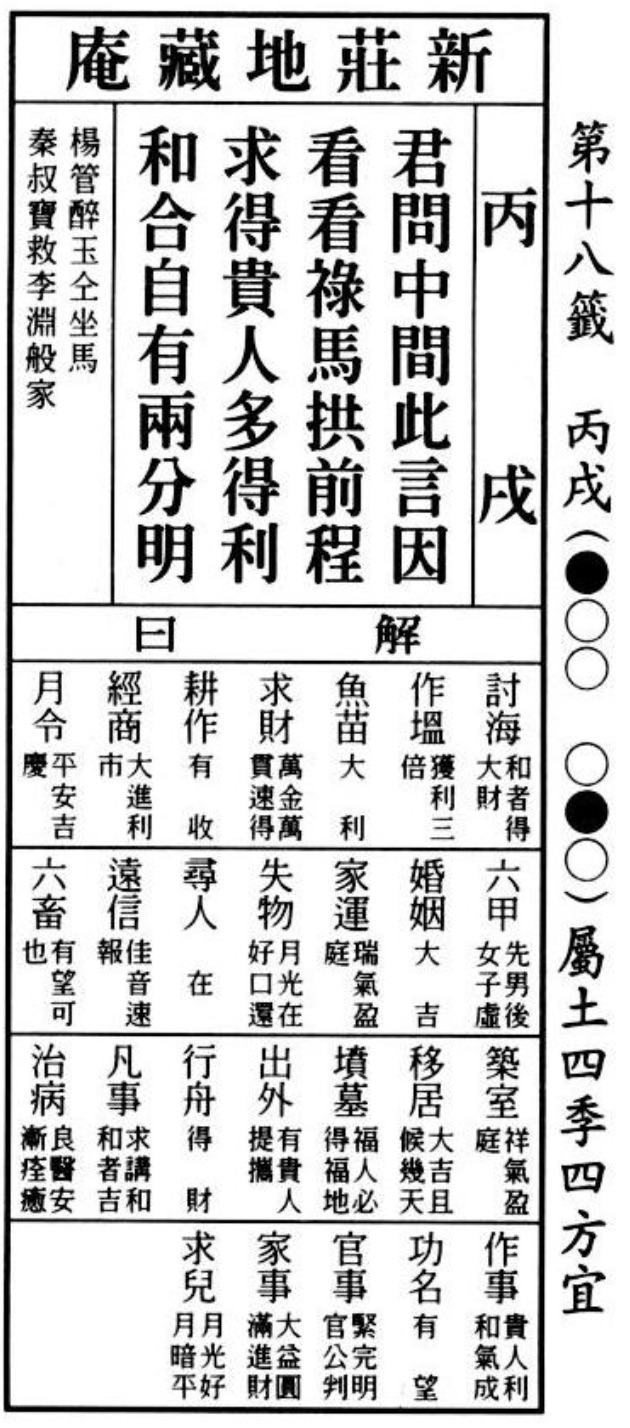 第十八籤　丙戌（●○○　○●○）屬土四季四方宜
新莊地藏庵
丙戌
君問中間此言因
看看祿馬拱前程
求得貴人多得利
和合自有兩分明
楊管醉玉仝坐馬
秦叔寶救李淵般家
解曰
討海 和者得大財
作塭 獲利三倍
魚苗 大利
求財 萬金萬貫速得
耕作 有收
經商 大進利市
月令 平安吉慶
六甲 先男後女子虛
婚姻 大吉
家運 瑞氣盈庭
失物 月光在好口還
尋人 在
遠信 佳音速報
六畜 有望可也
築室 祥氣盈庭
移居 大吉且候幾天
墳墓 福人必得福地
出外 有貴人提攜
行舟 得財
凡事 求講和和者吉
治病 良醫安漸痊癒
作事 貴人利和氣成
功名 有望
官事 緊完明官公判
家事 大益圓滿進財
求兒 月光好月暗平